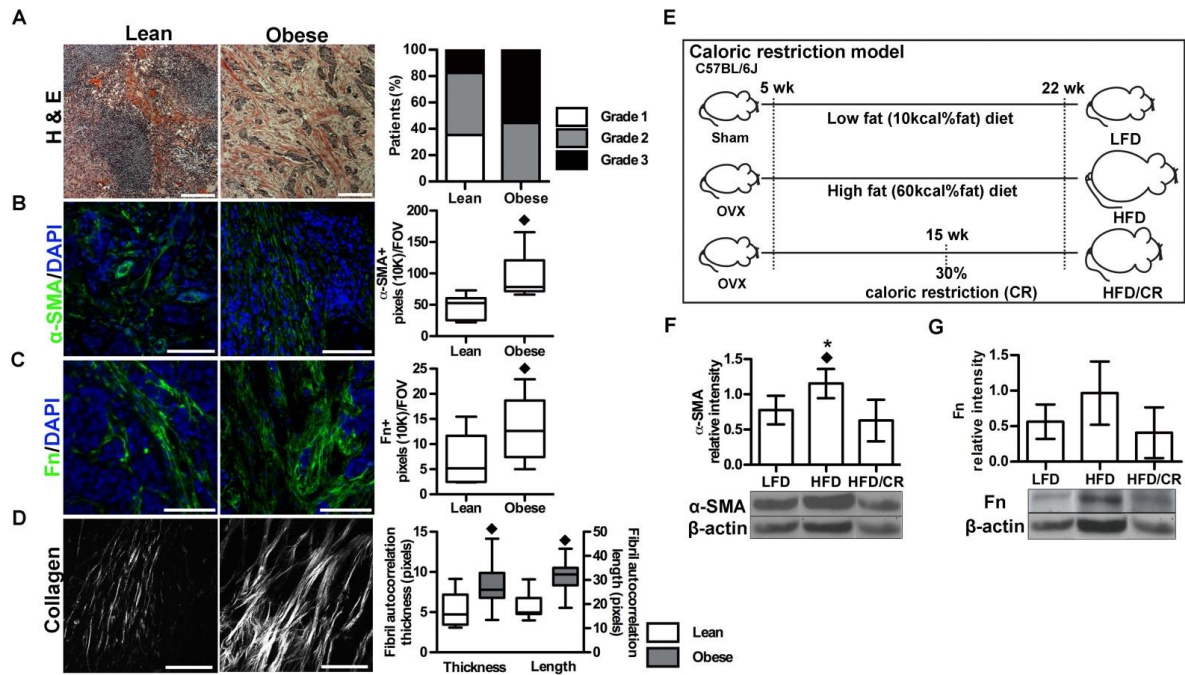 A
Lean
Obese
H & E
Patients (%)
100
80
60
40
20
0
Lean
Obese
Grade 1
Grade 2
Grade 3
B
α-SMA/DAPI
α-SMA+
pixels (10K)/FOV
200
150
100
50
0
◆
Lean
Obese
C
Fn/DAPI
Fn+
pixels (10K)/FOV
25
20
15
10
5
0
◆
Lean
Obese
D
Collagen
Fibril autocorrelation
thickness (pixels)
15
10
5
0
◆
◆
50
40
30
20
10
0
Fibril autocorrelation
length (pixels)
Thickness
Length
Lean
Obese
E
Caloric restriction model
C57BL/6J
5 wk
22 wk
Sham
Low fat (10kcal%fat) diet
LFD
OVX
High fat (60kcal%fat) diet
HFD
15 wk
OVX
30%
caloric restriction (CR)
HFD/CR
F
α-SMA
relative intensity
1.5
1.0
0.5
0.0
*
◆
LFD
HFD
HFD/CR
α-SMA
β-actin
G
Fn
relative intensity
1.5
1.0
0.5
0.0
LFD
HFD
HFD/CR
Fn
β-actin